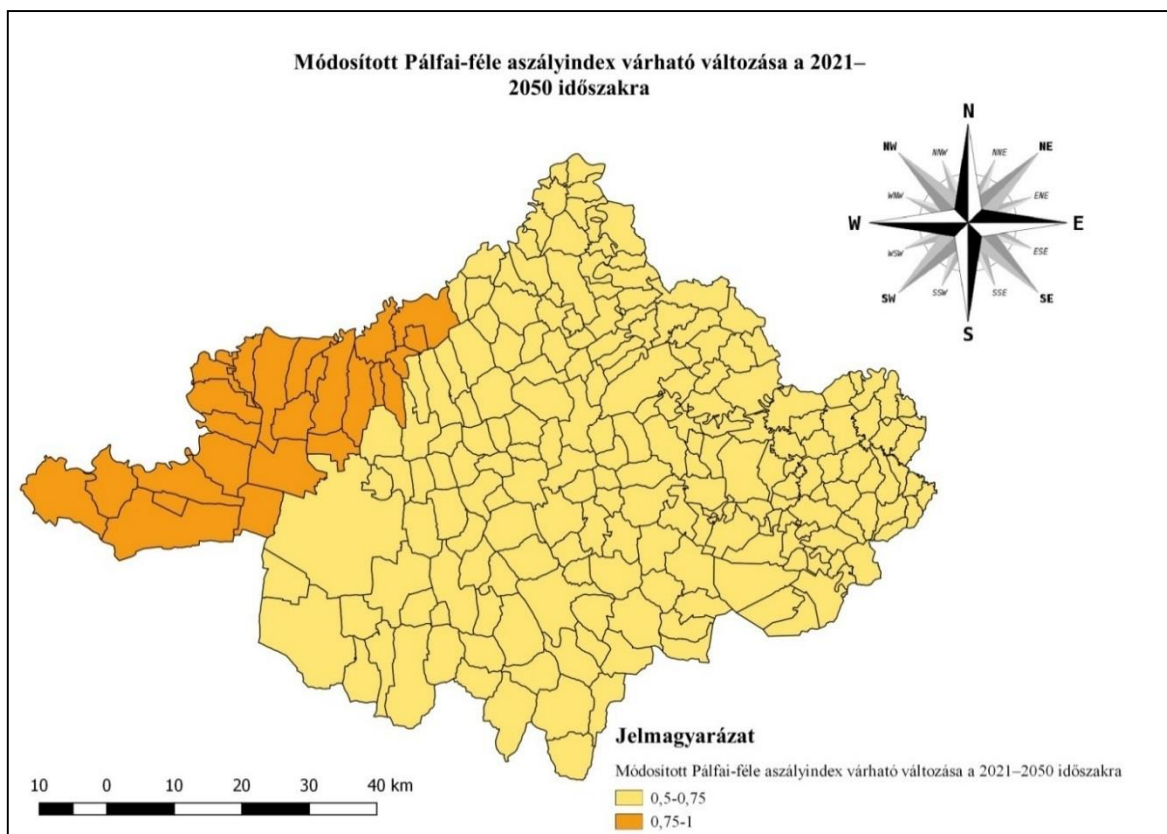 Módosított Pálfai-féle aszályindex várható változása a 2021–
2050 időszakra
N
NNW
NNE
NW
NE
WNW
ENE
W
E
WSW
ESE
SW
SSW
SSE
SE
S
Jelmagyarázat
Módosított Pálfai-féle aszályindex várható változása a 2021–2050 időszakra
0,5-0,75
0,75-1
10 0 10 20 30 40 km